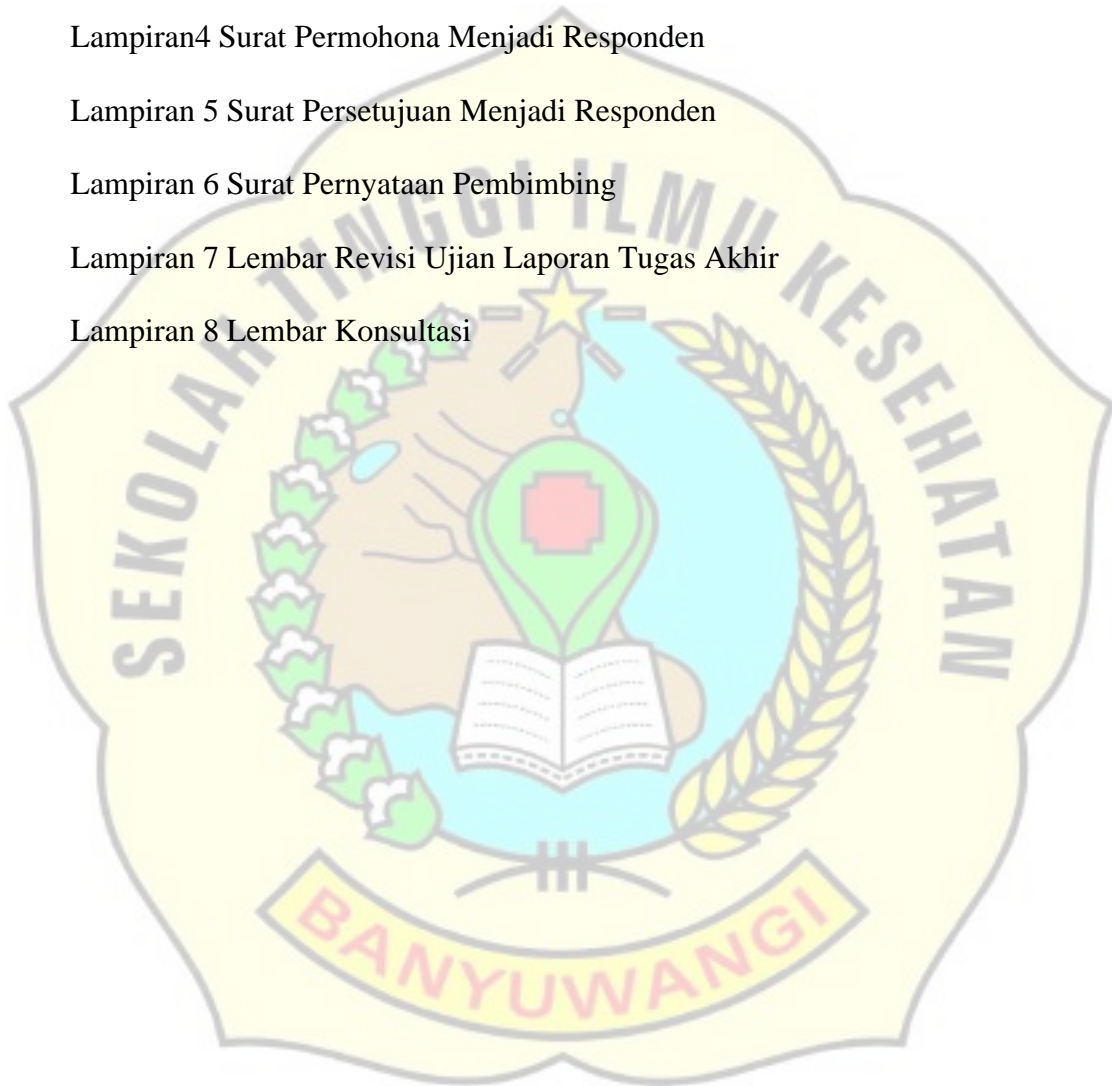 Lampiran4 Surat Permohona Menjadi Responden
Lampiran 5 Surat Persetujuan Menjadi Responden
Lampiran 6 Surat Pernyataan Pembimbing
Lampiran 7 Lembar Revisi Ujian Laporan Tugas Akhir
Lampiran 8 Lembar Konsultasi
SEKOLAH TINGGI ILMU KESEHATAN
BANYUWANGI